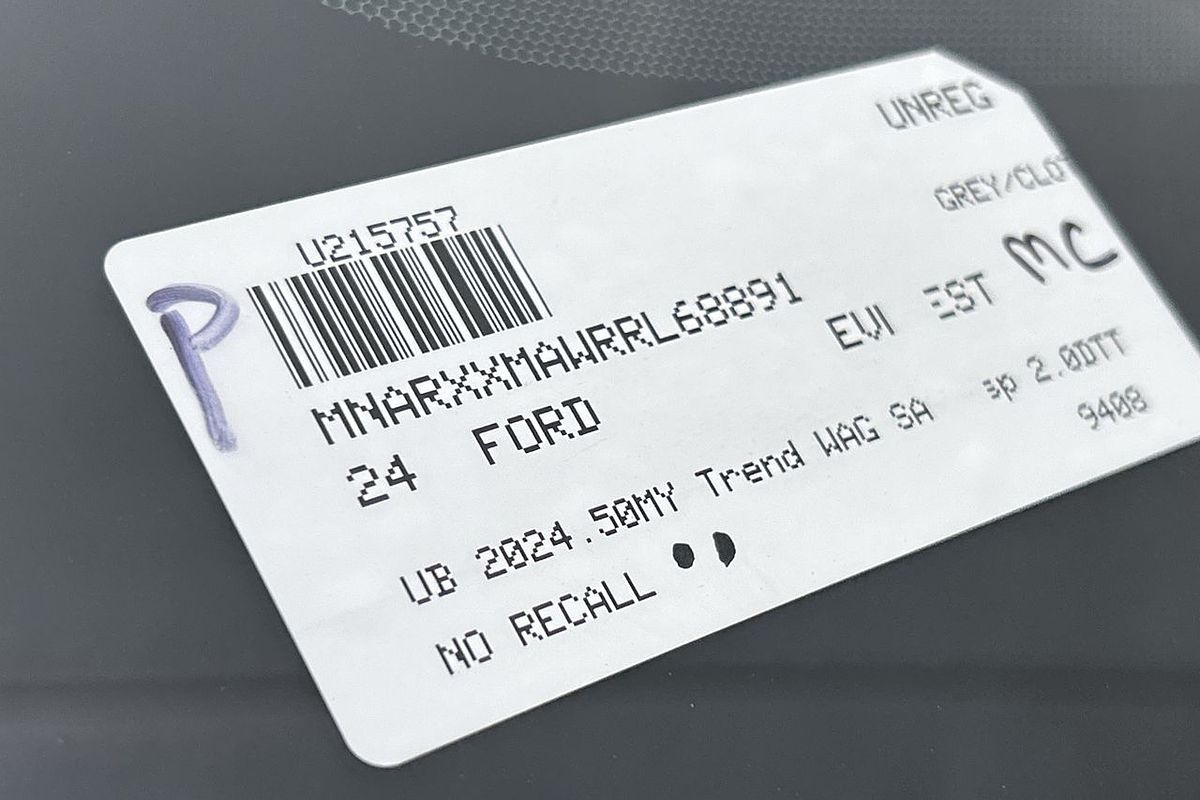 UNREG
U215757
GREY/CLOT
P
MNARXXMAWRRL68891
EVI EST MC
24 FORD
UB 2024.50MY Trend WAG SA sp 2.0DTT
NO RECALL
9408